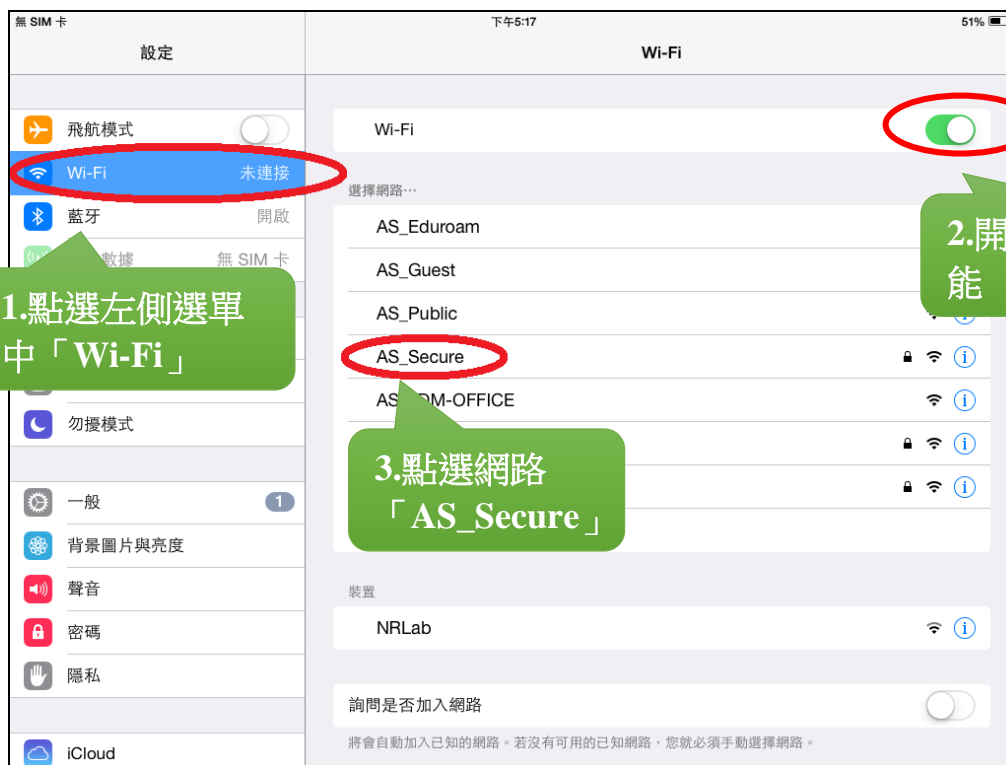 無 SIM 卡
下午5:17
51%
設定
飛航模式
Wi-Fi 未連接
藍牙 開啟
數據 無 SIM 卡
1.點選左側選單
中「Wi-Fi」
勿擾模式
一般 1
背景圖片與亮度
聲音
密碼
隱私
iCloud
Wi-Fi
Wi-Fi
2.開
能
選擇網路…
AS_Eduroam
AS_Guest
AS_Public
AS_Secure
DM-OFFICE
3.點選網路
「AS_Secure」
裝置
NRLab
詢問是否加入網路
將會自動加入已知的網路。若沒有可用的已知網路，您就必須手動選擇網路。